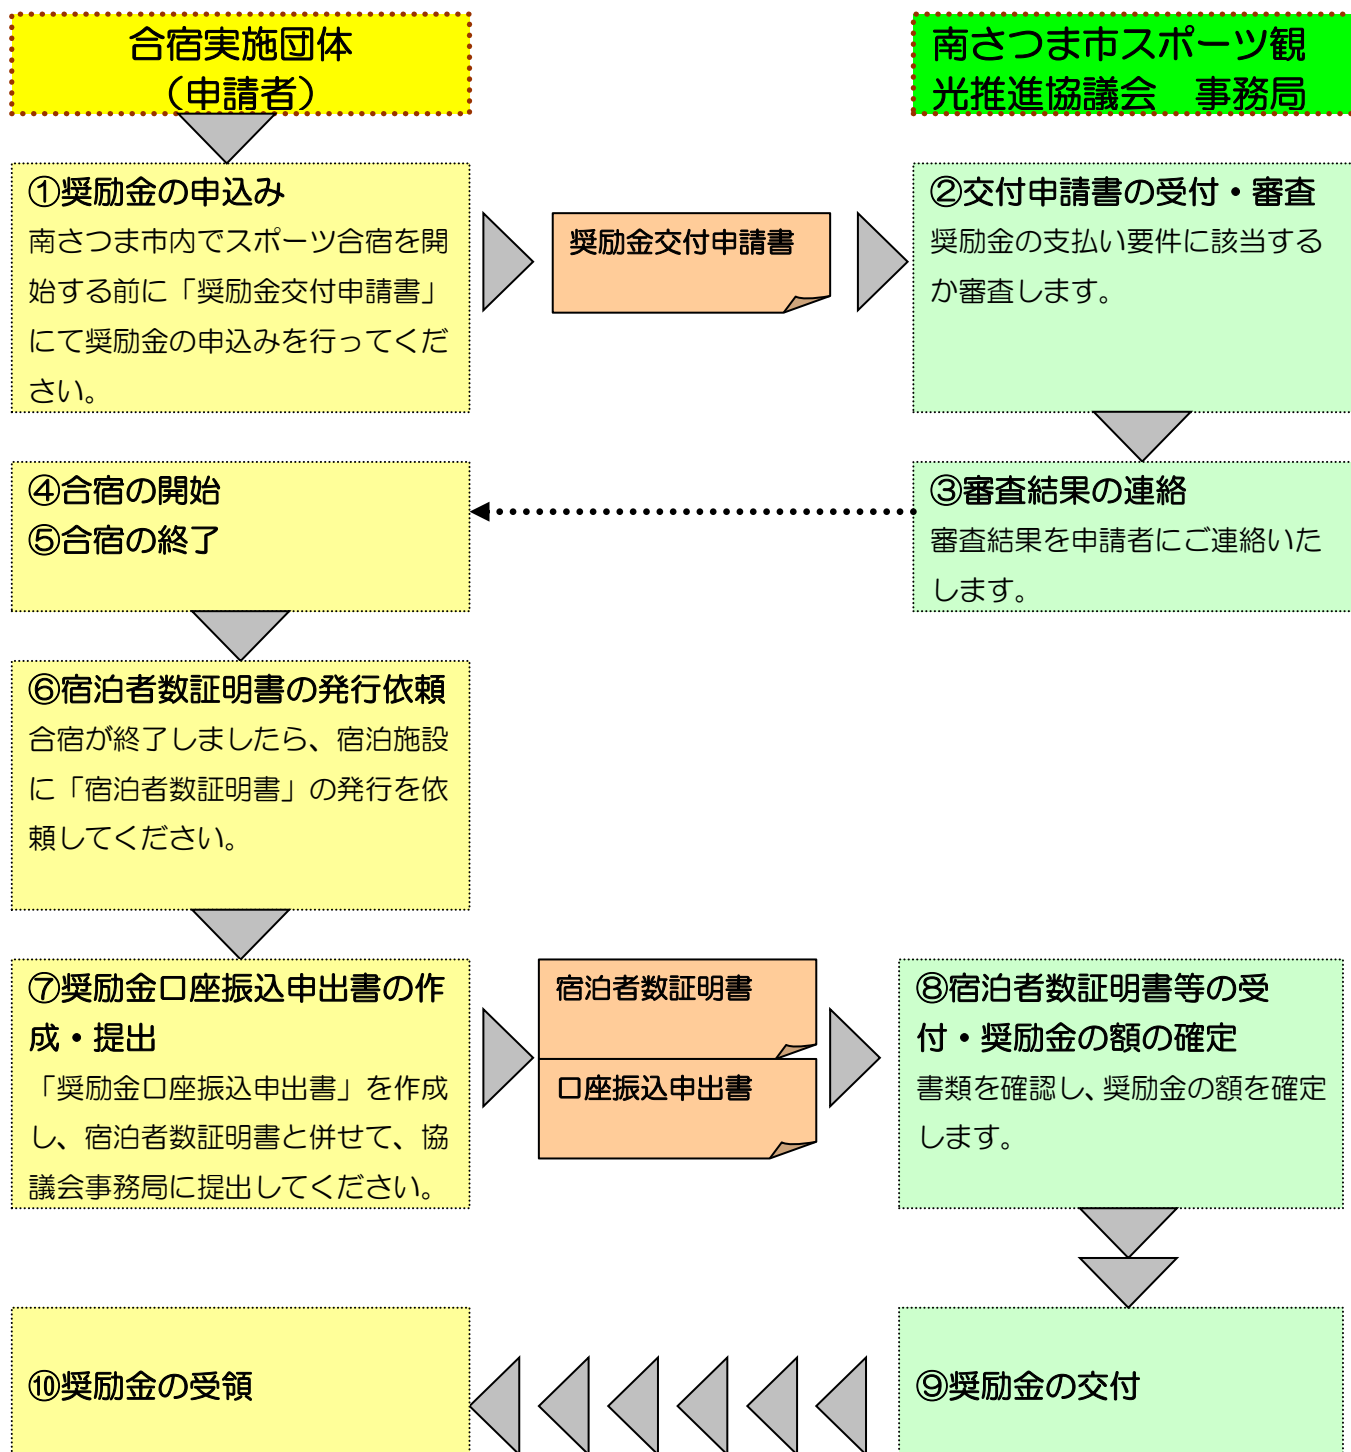 合宿実施団体
（申請者）
南さつま市スポーツ観
光推進協議会　事務局
①奨励金の申込み
南さつま市内でスポーツ合宿を開
始する前に「奨励金交付申請書」
にて奨励金の申込みを行ってくだ
さい。
奨励金交付申請書
②交付申請書の受付・審査
奨励金の支払い要件に該当する
か審査します。
③審査結果の連絡
審査結果を申請者にご連絡いた
します。
④合宿の開始
⑤合宿の終了
⑥宿泊者数証明書の発行依頼
合宿が終了しましたら、宿泊施設
に「宿泊者数証明書」の発行を依
頼してください。
⑦奨励金口座振込申出書の作
成・提出
「奨励金口座振込申出書」を作成
し、宿泊者数証明書と併せて、協
議会事務局に提出してください。
宿泊者数証明書
口座振込申出書
⑧宿泊者数証明書等の受
付・奨励金の額の確定
書類を確認し、奨励金の額を確定
します。
⑨奨励金の交付
⑩奨励金の受領